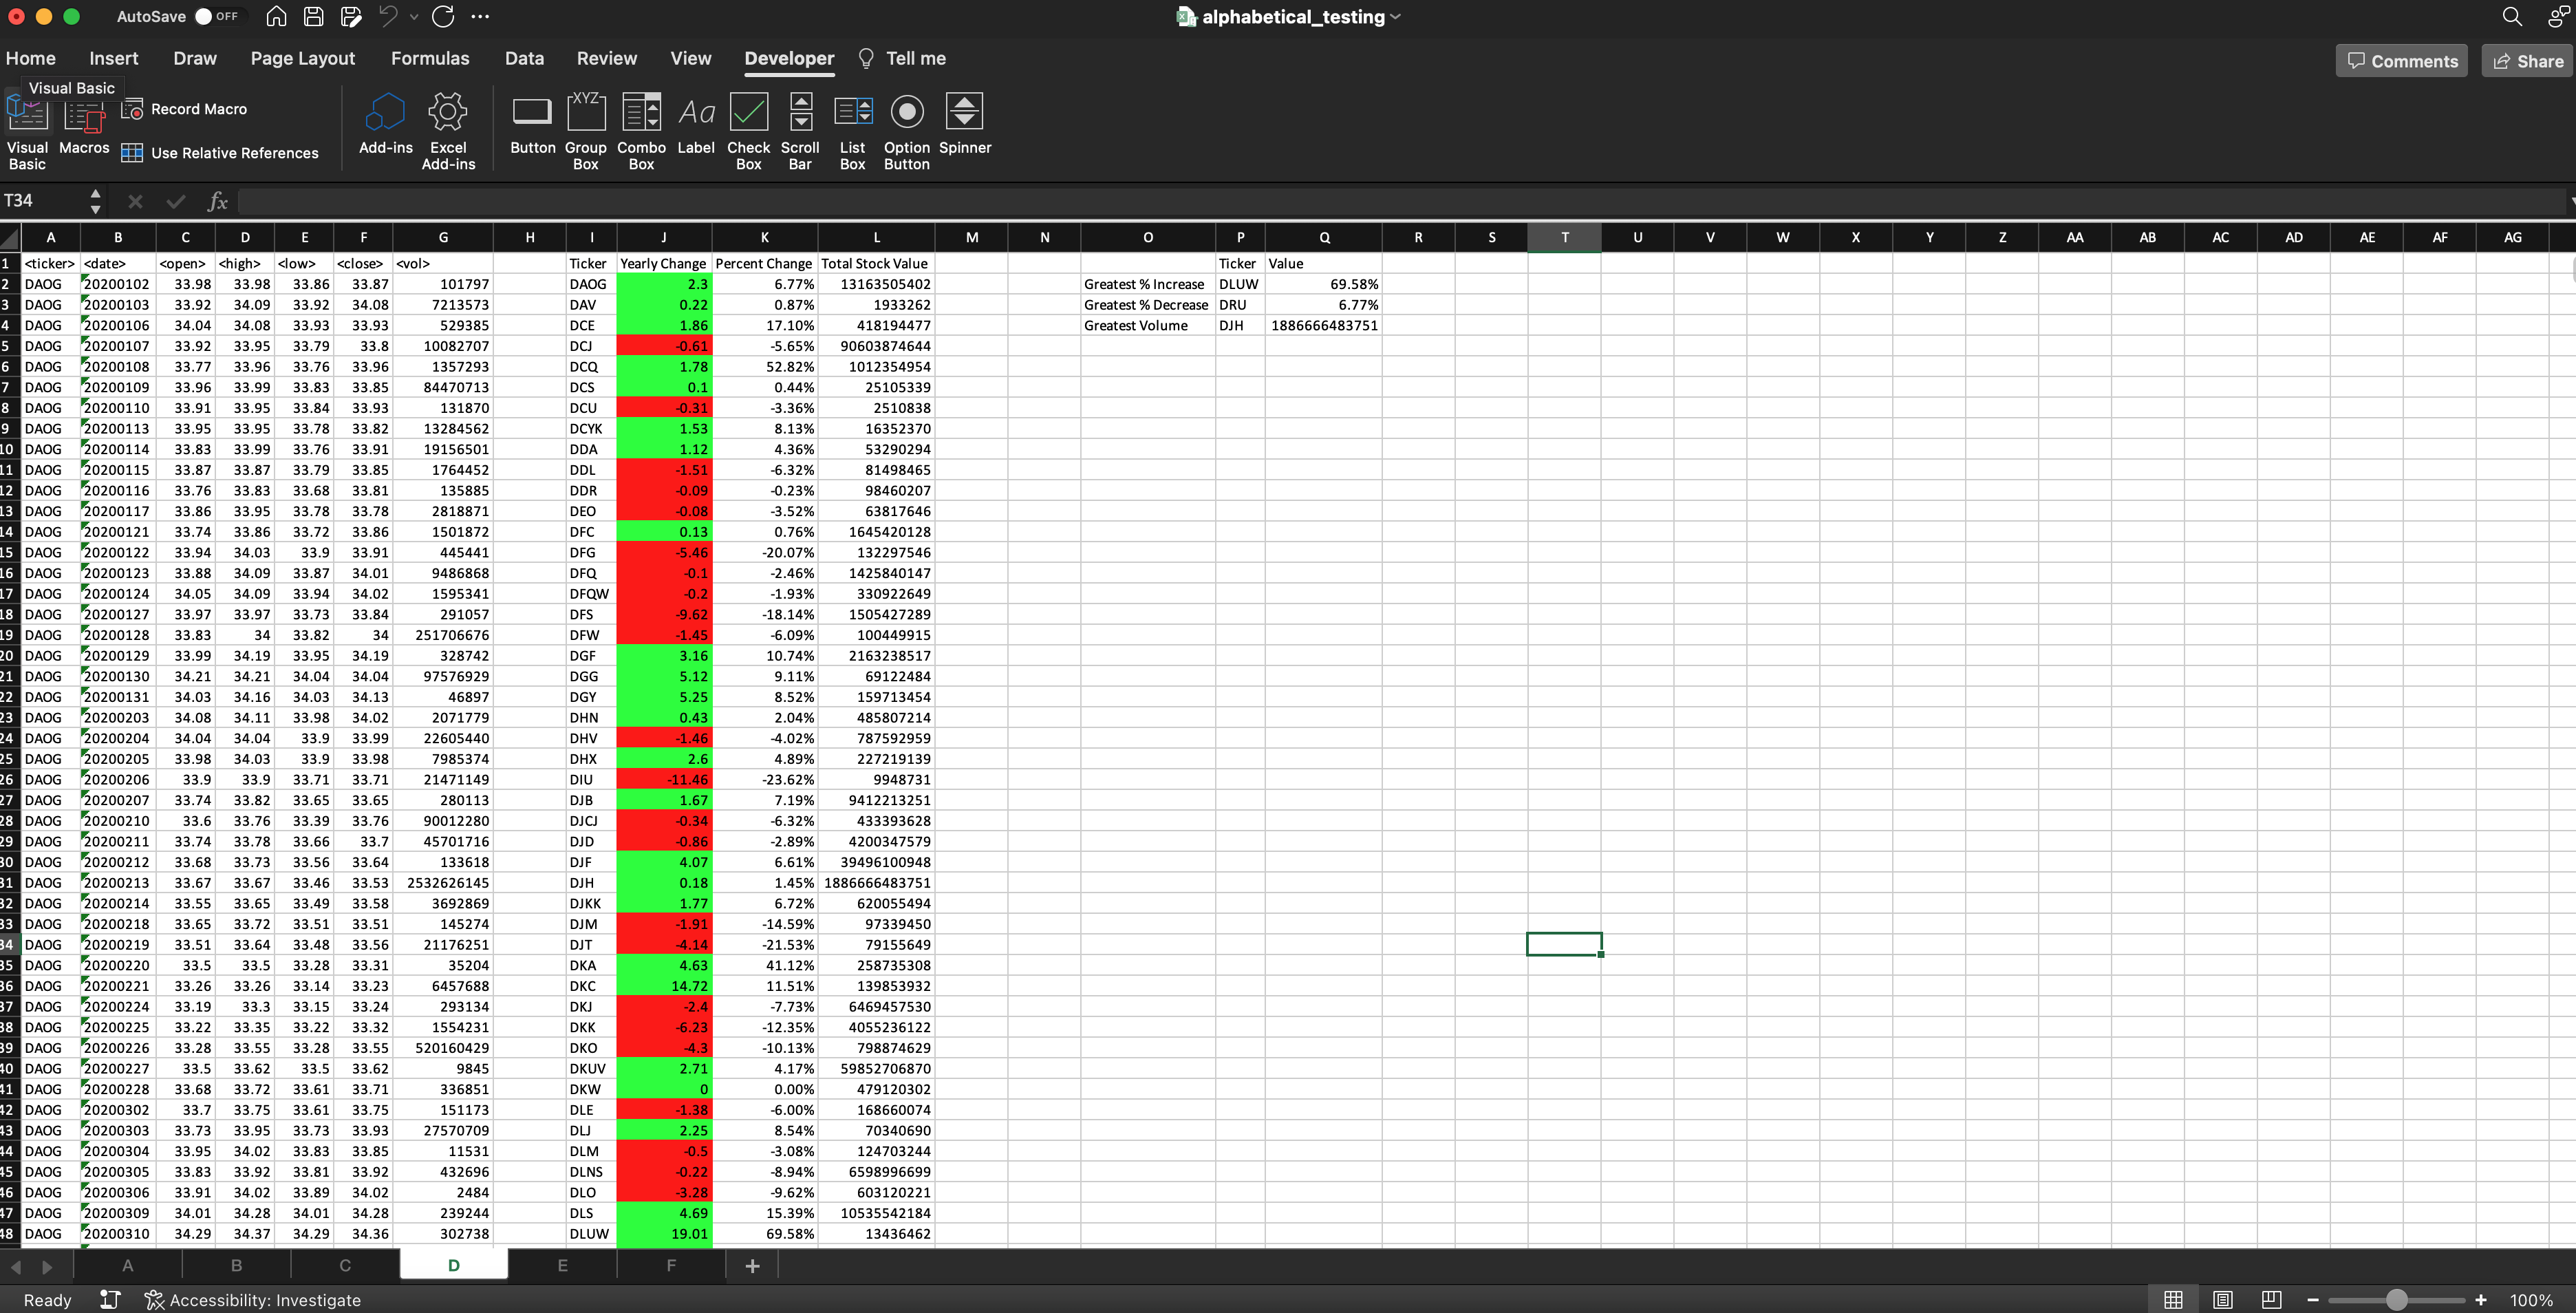 AutoSave OFF alphabetical_testing
Home Insert Draw Page Layout Formulas Data Review View Developer Tell me Comments Share
Visual Basic
Visual Basic Macros Record Macro Use Relative References Add-ins Excel Add-ins Button Group Box Combo Box Label Check Box Scroll Bar List Box Option Button Spinner
XYZ Aa
T34 fx
A B C D E F G H I J K L M N O P Q R S T U V W X Y Z AA AB AC AD AE AF AG
1 <ticker> <date> <open> <high> <low> <close> <vol> Ticker Yearly Change Percent Change Total Stock Value Ticker Value
2 DAOG 20200102 33.98 33.98 33.86 33.87 101797 DAOG 2.3 6.77% 13163505402 Greatest % Increase DLUW 69.58%
3 DAOG 20200103 33.92 34.09 33.92 34.08 7213573 DAV 0.22 0.87% 1933262 Greatest % Decrease DRU 6.77%
4 DAOG 20200106 34.04 34.08 33.93 33.93 529385 DCE 1.86 17.10% 418194477 Greatest Volume DJH 1886666483751
5 DAOG 20200107 33.92 33.95 33.79 33.8 10082707 DCJ -0.61 -5.65% 90603874644
6 DAOG 20200108 33.77 33.96 33.76 33.96 1357293 DCQ 1.78 52.82% 1012354954
7 DAOG 20200109 33.96 33.99 33.83 33.85 84470713 DCS 0.1 0.44% 25105339
8 DAOG 20200110 33.91 33.95 33.84 33.93 131870 DCU -0.31 -3.36% 2510838
9 DAOG 20200113 33.95 33.95 33.78 33.82 13284562 DCYK 1.53 8.13% 16352370
10 DAOG 20200114 33.83 33.99 33.76 33.91 19156501 DDA 1.12 4.36% 53290294
11 DAOG 20200115 33.87 33.87 33.79 33.85 1764452 DDL -1.51 -6.32% 81498465
12 DAOG 20200116 33.76 33.83 33.68 33.81 135885 DDR -0.09 -0.23% 98460207
13 DAOG 20200117 33.86 33.95 33.78 33.78 2818871 DEO -0.08 -3.52% 63817646
14 DAOG 20200121 33.74 33.86 33.72 33.86 1501872 DFC 0.13 0.76% 1645420128
15 DAOG 20200122 33.94 34.03 33.9 33.91 445441 DFG -5.46 -20.07% 132297546
16 DAOG 20200123 33.88 34.09 33.87 34.01 9486868 DFQ -0.1 -2.46% 1425840147
17 DAOG 20200124 34.05 34.09 33.94 34.02 1595341 DFQW -0.2 -1.93% 330922649
18 DAOG 20200127 33.97 33.97 33.73 33.84 291057 DFS -9.62 -18.14% 1505427289
19 DAOG 20200128 33.83 34 33.82 34 251706676 DFW -1.45 -6.09% 100449915
20 DAOG 20200129 33.99 34.19 33.95 34.19 328742 DGF 3.16 10.74% 2163238517
21 DAOG 20200130 34.21 34.21 34.04 34.04 97576929 DGG 5.12 9.11% 69122484
22 DAOG 20200131 34.03 34.16 34.03 34.13 46897 DGY 5.25 8.52% 159713454
23 DAOG 20200203 34.08 34.11 33.98 34.02 2071779 DHN 0.43 2.04% 485807214
24 DAOG 20200204 34.04 34.04 33.9 33.99 22605440 DHV -1.46 -4.02% 787592959
25 DAOG 20200205 33.98 34.03 33.9 33.98 7985374 DHX 2.6 4.89% 227219139
26 DAOG 20200206 33.9 33.9 33.71 33.71 21471149 DIU -11.46 -23.62% 9948731
27 DAOG 20200207 33.74 33.82 33.65 33.65 280113 DJB 1.67 7.19% 9412213251
28 DAOG 20200210 33.6 33.76 33.39 33.76 90012280 DJCJ -0.34 -6.32% 433393628
29 DAOG 20200211 33.74 33.78 33.66 33.7 45701716 DJD -0.86 -2.89% 4200347579
30 DAOG 20200212 33.68 33.73 33.56 33.64 133618 DJF 4.07 6.61% 39496100948
31 DAOG 20200213 33.67 33.67 33.46 33.53 2532626145 DJH 0.18 1.45% 1886666483751
32 DAOG 20200214 33.55 33.65 33.49 33.58 3692869 DJKK 1.77 6.72% 620055494
33 DAOG 20200218 33.65 33.72 33.51 33.51 145274 DJM -1.91 -14.59% 97339450
34 DAOG 20200219 33.51 33.64 33.48 33.56 21176251 DJT -4.14 -21.53% 79155649
35 DAOG 20200220 33.5 33.5 33.28 33.31 35204 DKA 4.63 41.12% 258735308
36 DAOG 20200221 33.26 33.26 33.14 33.23 6457688 DKC 14.72 11.51% 139853932
37 DAOG 20200224 33.19 33.3 33.15 33.24 293134 DKJ -2.4 -7.73% 6469457530
38 DAOG 20200225 33.22 33.35 33.22 33.32 1554231 DKK -6.23 -12.35% 4055236122
39 DAOG 20200226 33.28 33.55 33.28 33.55 520160429 DKO -4.3 -10.13% 798874629
40 DAOG 20200227 33.5 33.62 33.5 33.62 9845 DKUV 2.71 4.17% 59852706870
41 DAOG 20200228 33.68 33.72 33.61 33.71 336851 DKW 0 0.00% 479120302
42 DAOG 20200302 33.7 33.75 33.61 33.75 151173 DLE -1.38 -6.00% 168660074
43 DAOG 20200303 33.73 33.95 33.73 33.93 27570709 DLJ 2.25 8.54% 70340690
44 DAOG 20200304 33.95 34.02 33.83 33.85 11531 DLM -0.5 -3.08% 124703244
45 DAOG 20200305 33.83 33.92 33.81 33.92 432696 DLNS -0.22 -8.94% 6598996699
46 DAOG 20200306 33.91 34.02 33.89 34.02 2484 DLO -3.28 -9.62% 603120221
47 DAOG 20200309 34.01 34.28 34.01 34.28 239244 DLS 4.69 15.39% 10535542184
48 DAOG 20200310 34.29 34.37 34.29 34.36 302738 DLUW 19.01 69.58% 13436462
A B C D E F +
Ready Accessibility: Investigate 100%